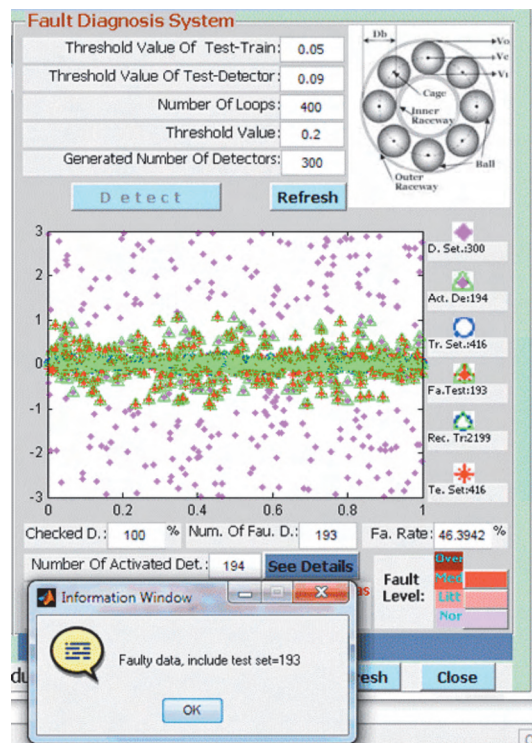 Fault Diagnosis System
Threshold Value Of Test-Train: 0.05
Threshold Value Of Test-Detector: 0.09
Number Of Loops: 400
Threshold Value: 0.2
Generated Number Of Detectors: 300
Detect Refresh
Db
Vo
Vc
Vi
Cage
Inner
Raceway
Ball
Outer
Raceway
3
2
1
0
-1
-2
-3
0 0.2 0.4 0.6 0.8 1
D. Set.:300
Act. De:194
Tr. Set.:416
Fa.Test:193
Rec. Tr:2199
Te. Set:416
Checked D.: 100 % Num. Of Fau. D.: 193 Fa. Rate: 46.3942 %
Number Of Activated Det.: 194 See Details
Fault
Level:
Over
Med
Litt
Nor
Information Window
Faulty data, include test set=193
OK
esh Close